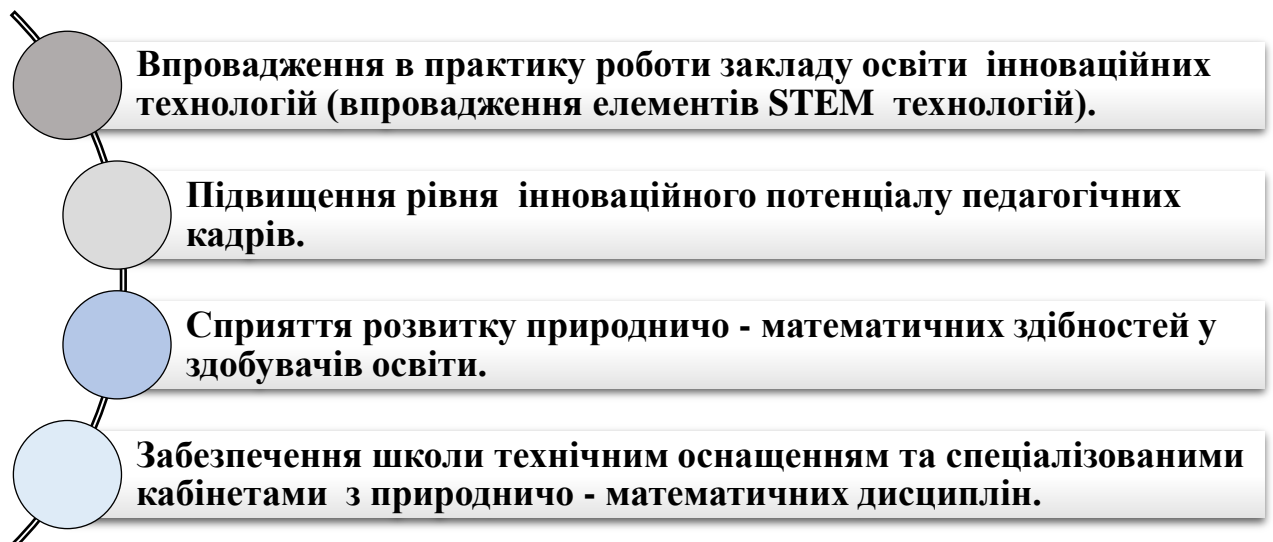 Впровадження в практику роботи закладу освіти  інноваційних
технологій (впровадження елементів STEM  технологій).
Підвищення рівня  інноваційного потенціалу педагогічних
кадрів.
Сприяття розвитку природничо - математичних здібностей у
здобувачів освіти.
Забезпечення школи технічним оснащенням та спеціалізованими
кабінетами  з природничо - математичних дисциплін.